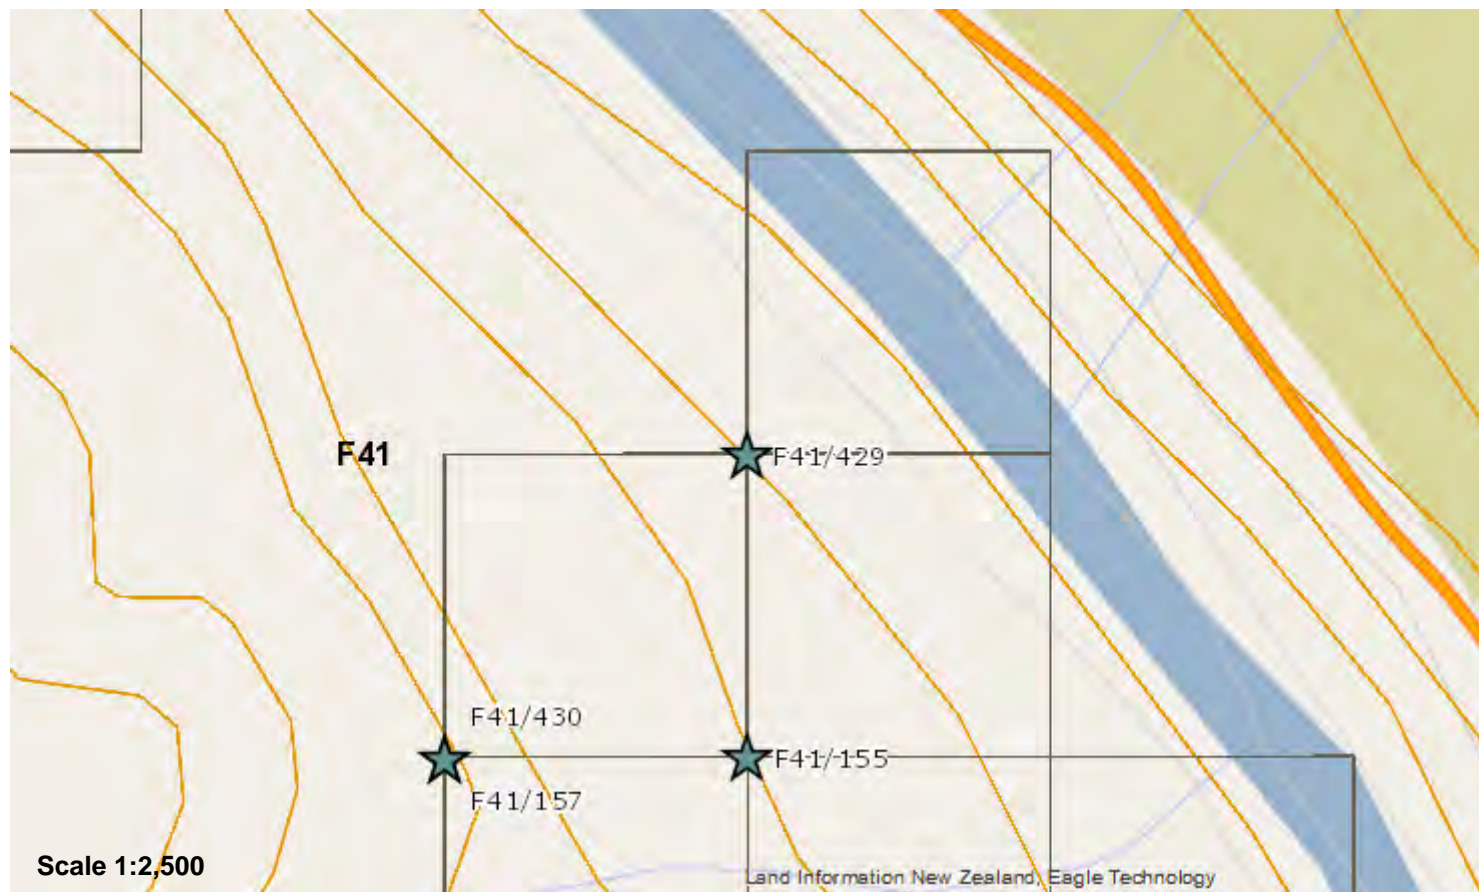 F41
F41/429
F41/430
F41/155
F41/157
Scale 1:2,500
Land Information New Zealand, Eagle Technology